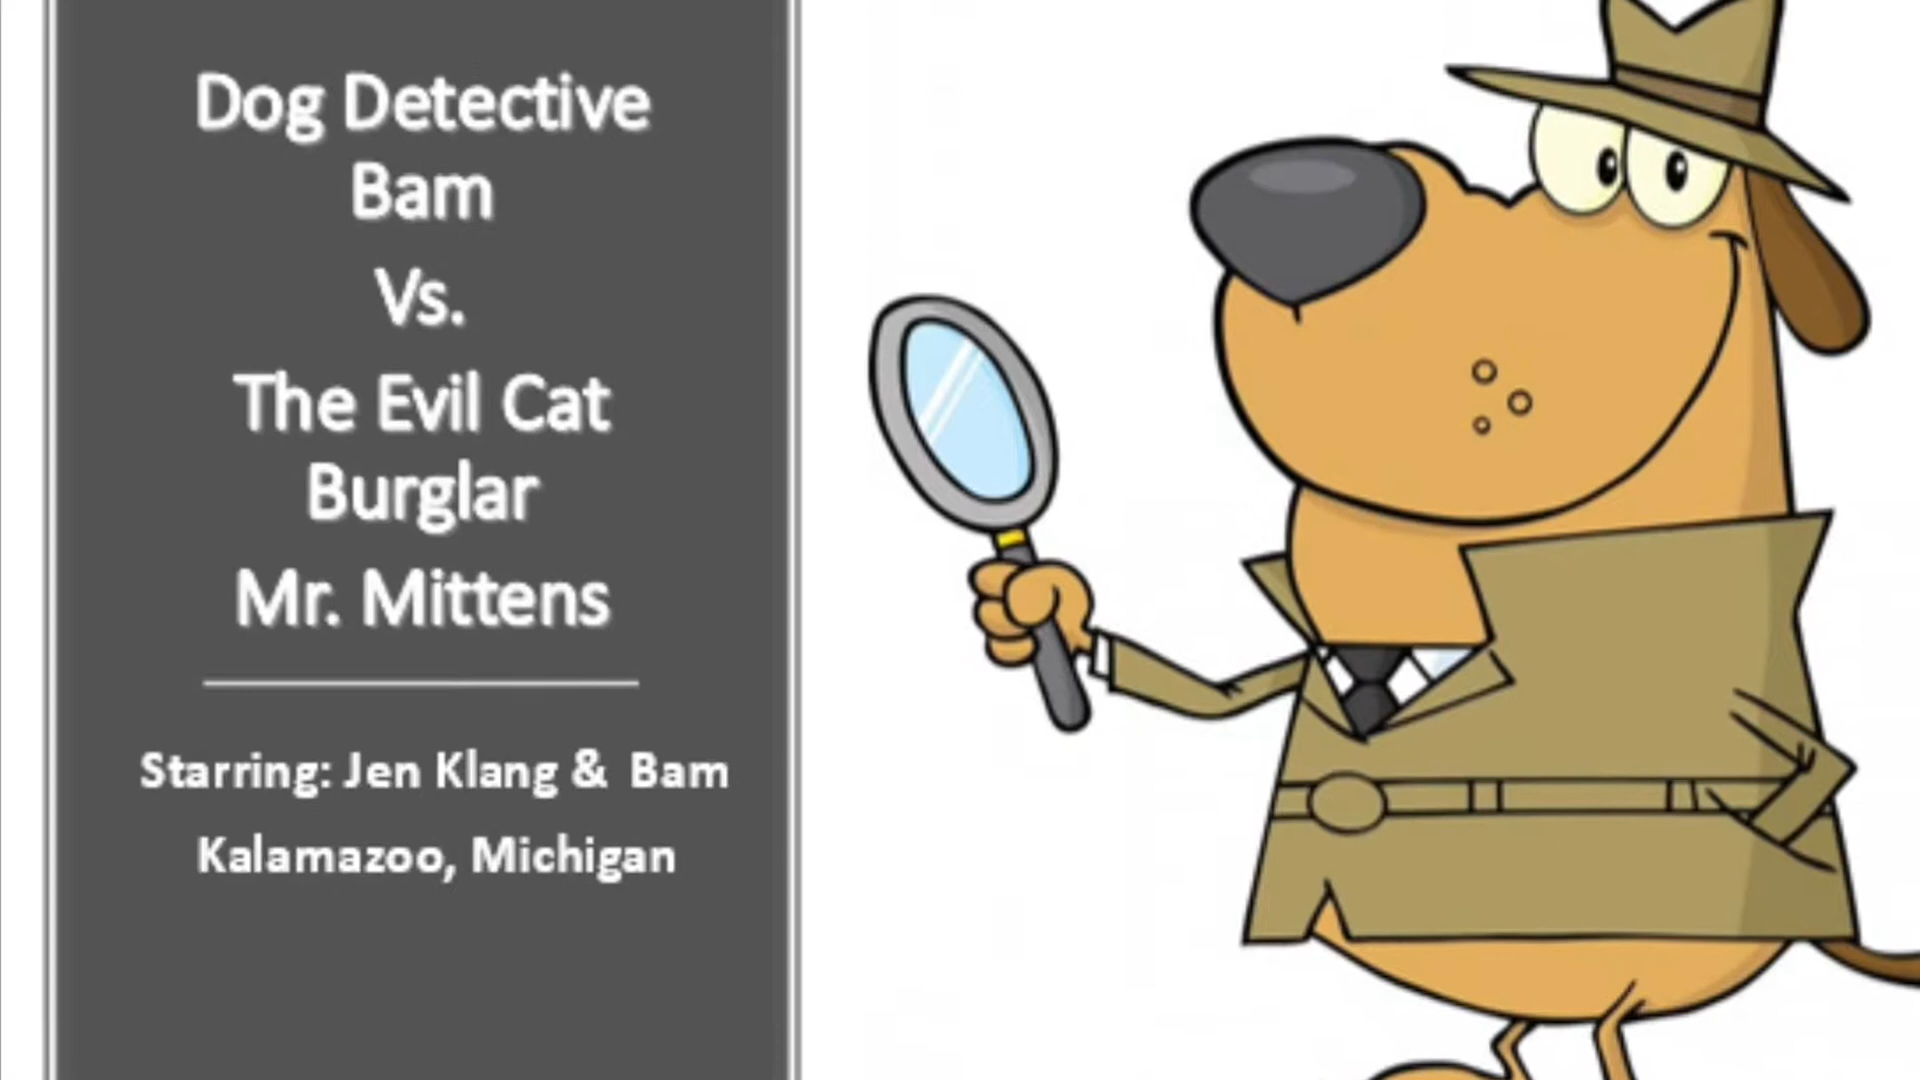 Dog Detective
Bam
Vs.
The Evil Cat
Burglar
Mr. Mittens
Starring: Jen Klang & Bam
Kalamazoo, Michigan